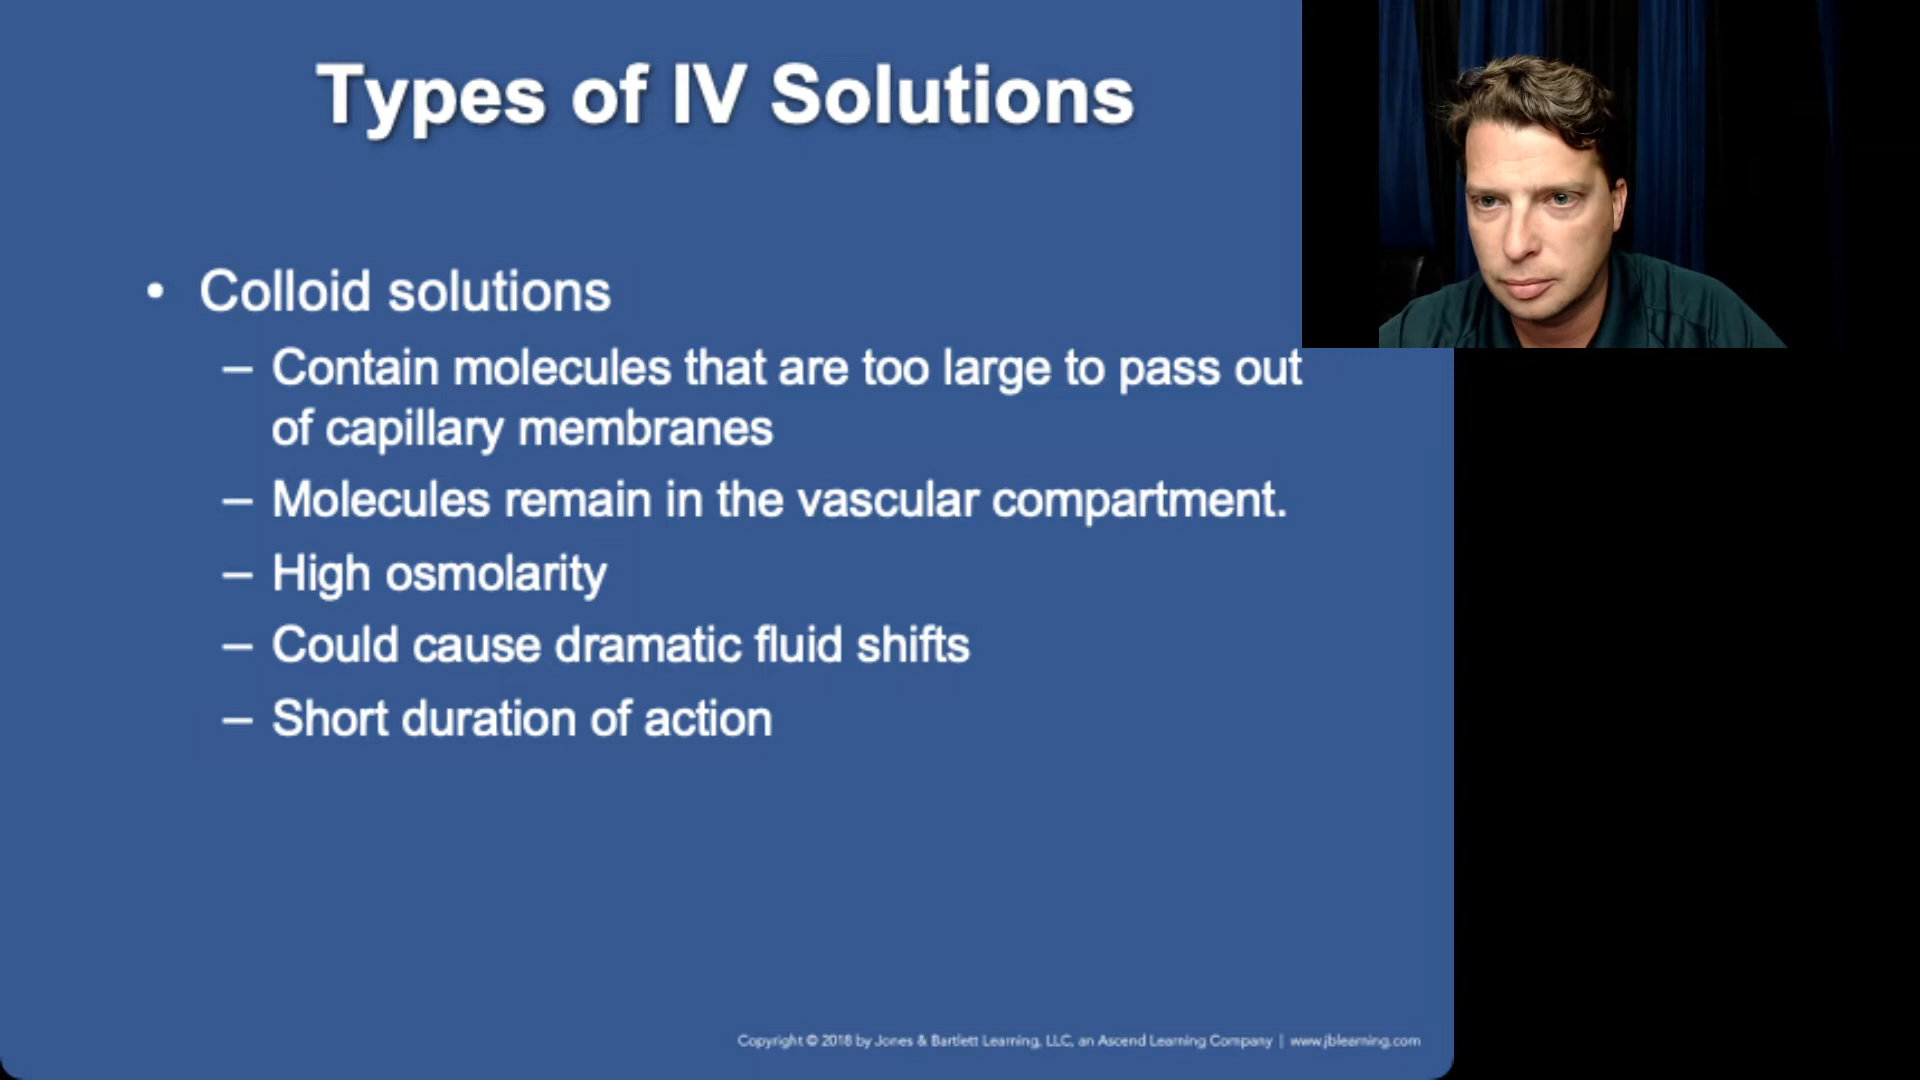 Types of IV Solutions
• Colloid solutions
– Contain molecules that are too large to pass out
of capillary membranes
– Molecules remain in the vascular compartment.
– High osmolarity
– Could cause dramatic fluid shifts
– Short duration of action
Copyright © 2018 by Jones & Bartlett Learning, LLC, an Ascend Learning Company | www.jblearning.com